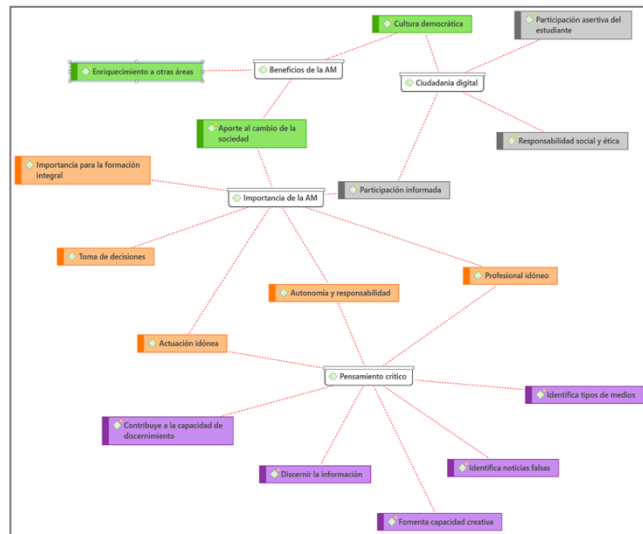 Cultura democrática
Participación asertiva del
estudiante
Enriquecimiento a otras áreas
Beneficios de la AM
Ciudadanía digital
Aporte al cambio de la
sociedad
Responsabilidad social y ética
Importancia para la formación
integral
Importancia de la AM
Participación informada
Toma de decisiones
Profesional idóneo
Autonomía y responsabilidad
Actuación idónea
Pensamiento crítico
Identifica tipos de medios
Contribuye a la capacidad de
discernimiento
Discernir la información
Identifica noticias falsas
Fomenta capacidad creativa